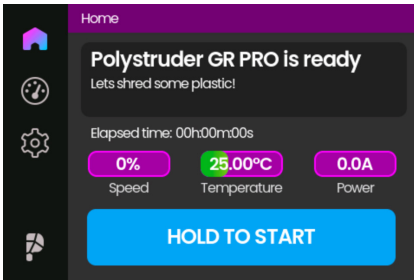 Home
Polystruder GR PRO is ready
Lets shred some plastic!
Elapsed time: 00h:00m:00s
0% 25.00°C 0.0A
Speed Temperature Power
HOLD TO START